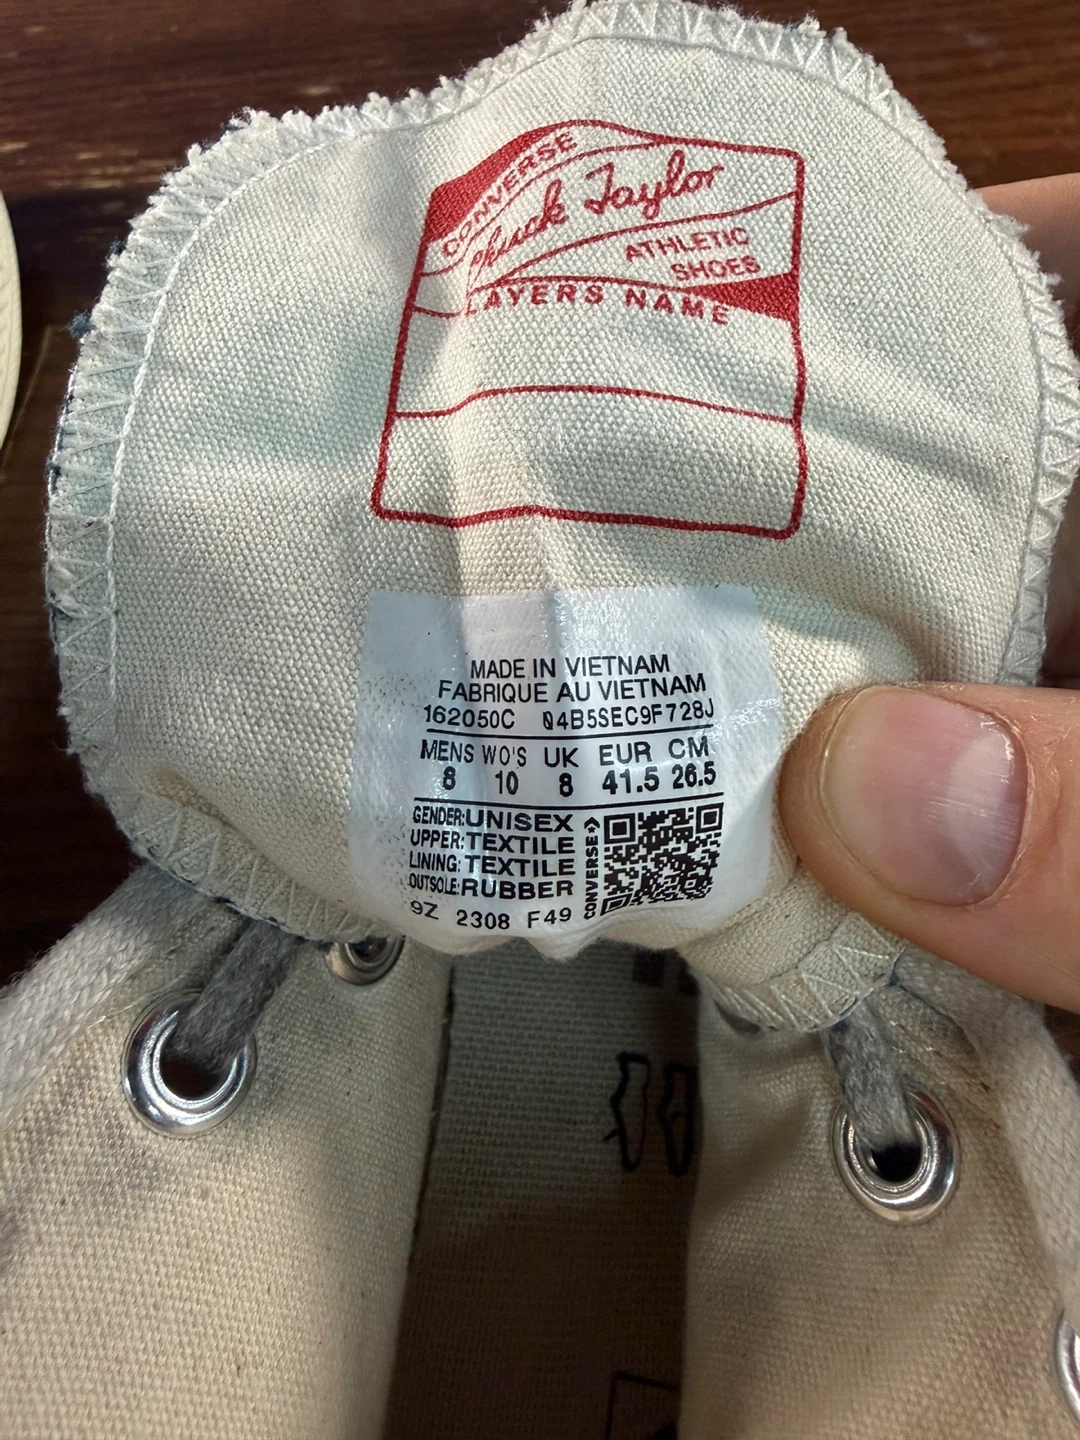 CONVERSE
Chuck Taylor
ATHLETIC
SHOES
LAYERS NAME
MADE IN VIETNAM
FABRIQUE AU VIETNAM
162050C 04B5SEC9F728J
MENS WO'S UK EUR CM
8 10 8 41.5 26.5
GENDER:UNISEX
UPPER:TEXTILE
LINING:TEXTILE
OUTSOLE:RUBBER
CONVERSE
9Z 2308 F49